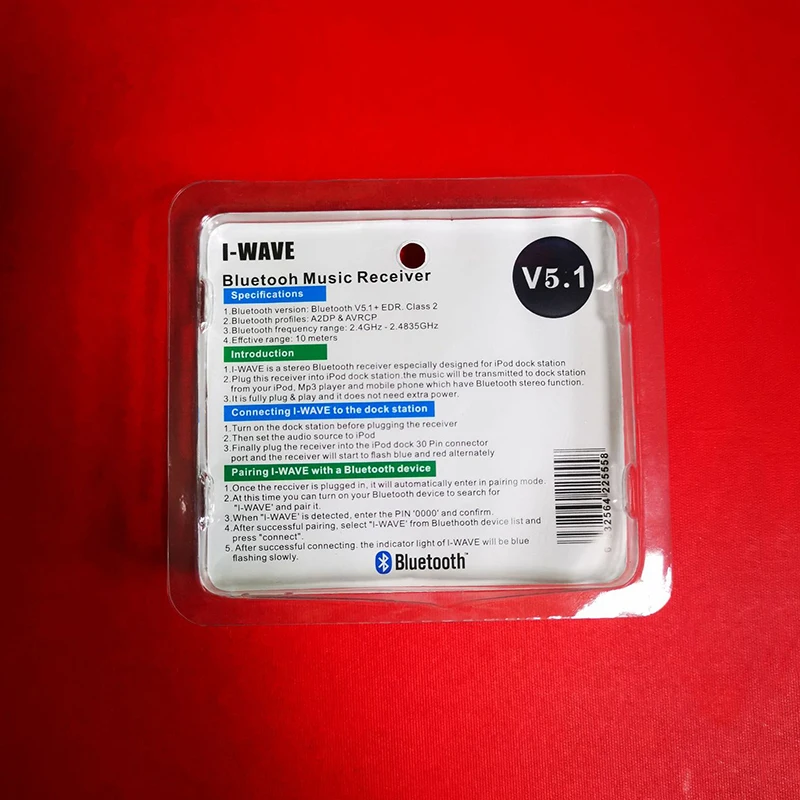 I-WAVE
V5.1
Bluetooh Music Receiver
Specifications
1.Bluetooth version: Bluetooth V5.1+ EDR. Class 2
2.Bluetooth profiles: A2DP & AVRCP
3.Bluetooth frequency range: 2.4GHz - 2.4835GHz
4.Effctive range: 10 meters
Introduction
1.I-WAVE is a stereo Bluetooth receiver especially designed for iPod dock station
2.Plug this receiver into iPod dock station.the music will be transmitted to dock station
from your iPod, Mp3 player and mobile phone which have Bluetooth stereo function.
3.It is fully plug & play and it does not need extra power.
Connecting I-WAVE to the dock station
1.Turn on the dock station before plugging the receiver
2.Then set the audio source to iPod
3.Finally plug the receiver into the iPod dock 30 Pin connector
port and the receiver will start to flash blue and red alternately
Pairing I-WAVE with a Bluetooth device
1.Once the recciver is plugged in, it will automatically enter in pairing mode.
2.At this time you can turn on your Bluetooth device to search for
"I-WAVE' and pair it.
3.When "I-WAVE' is detected, enter the PIN '0000' and confirm.
4.After successful pairing, select "I-WAVE' from Bluethooth device list and
press "connect".
5. After successful connecting. the indicator light of I-WAVE will be blue
flashing slowly.
Bluetooth™
32564 225558